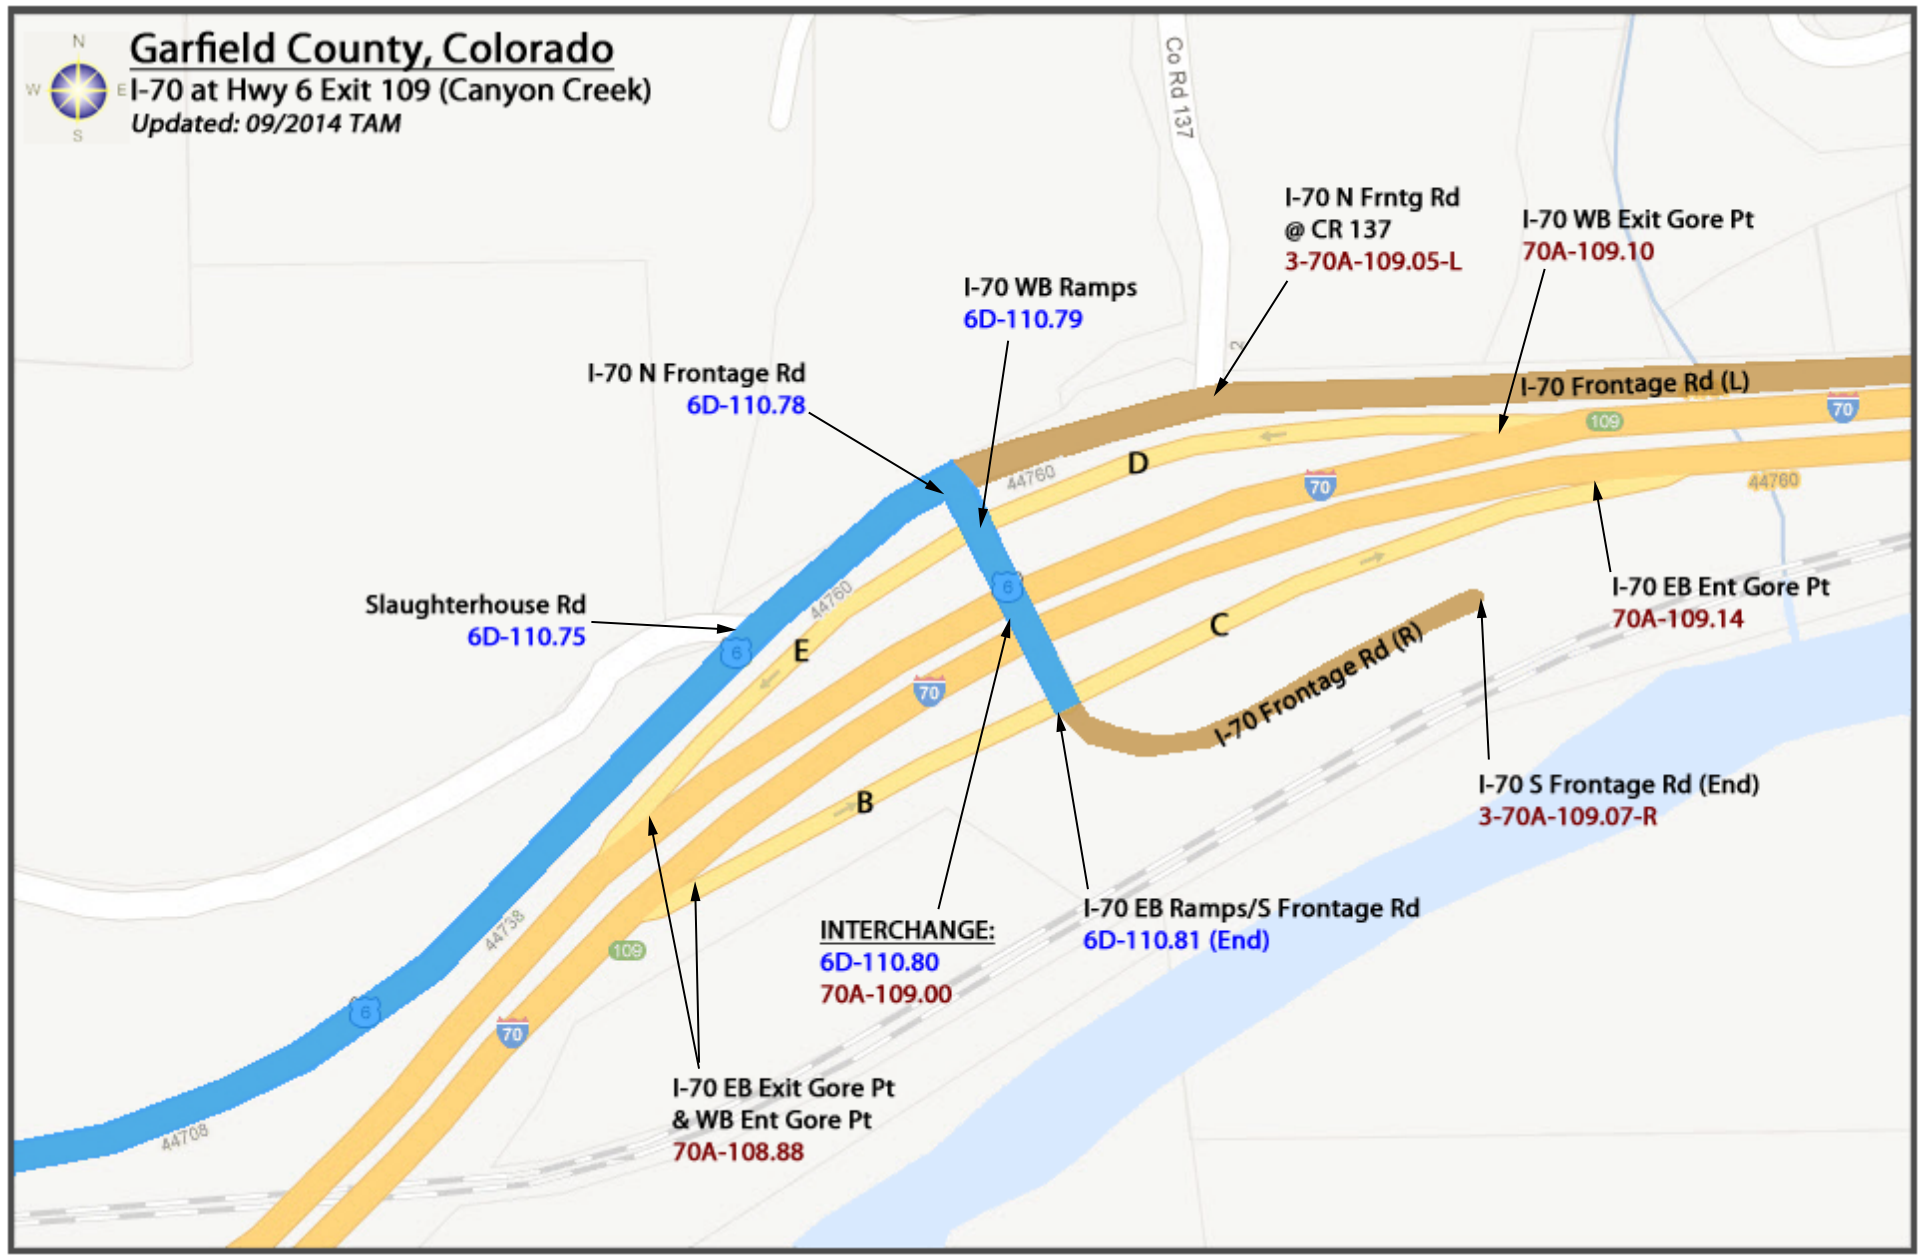 N
W E
S
Garfield County, Colorado
I-70 at Hwy 6 Exit 109 (Canyon Creek)
Updated: 09/2014 TAM
Co Rd 137
I-70 N Frntg Rd
@ CR 137
3-70A-109.05-L
I-70 WB Exit Gore Pt
70A-109.10
I-70 WB Ramps
6D-110.79
2
I-70 N Frontage Rd
6D-110.78
I-70 Frontage Rd (L)
109
70
D
44760
70
44760
I-70 EB Ent Gore Pt
70A-109.14
6
44760
Slaughterhouse Rd
6D-110.75
6
E
C
70
I-70 Frontage Rd (R)
I-70 S Frontage Rd (End)
3-70A-109.07-R
B
I-70 EB Ramps/S Frontage Rd
6D-110.81 (End)
INTERCHANGE:
6D-110.80
70A-109.00
44738
109
6
70
I-70 EB Exit Gore Pt
& WB Ent Gore Pt
70A-108.88
44708